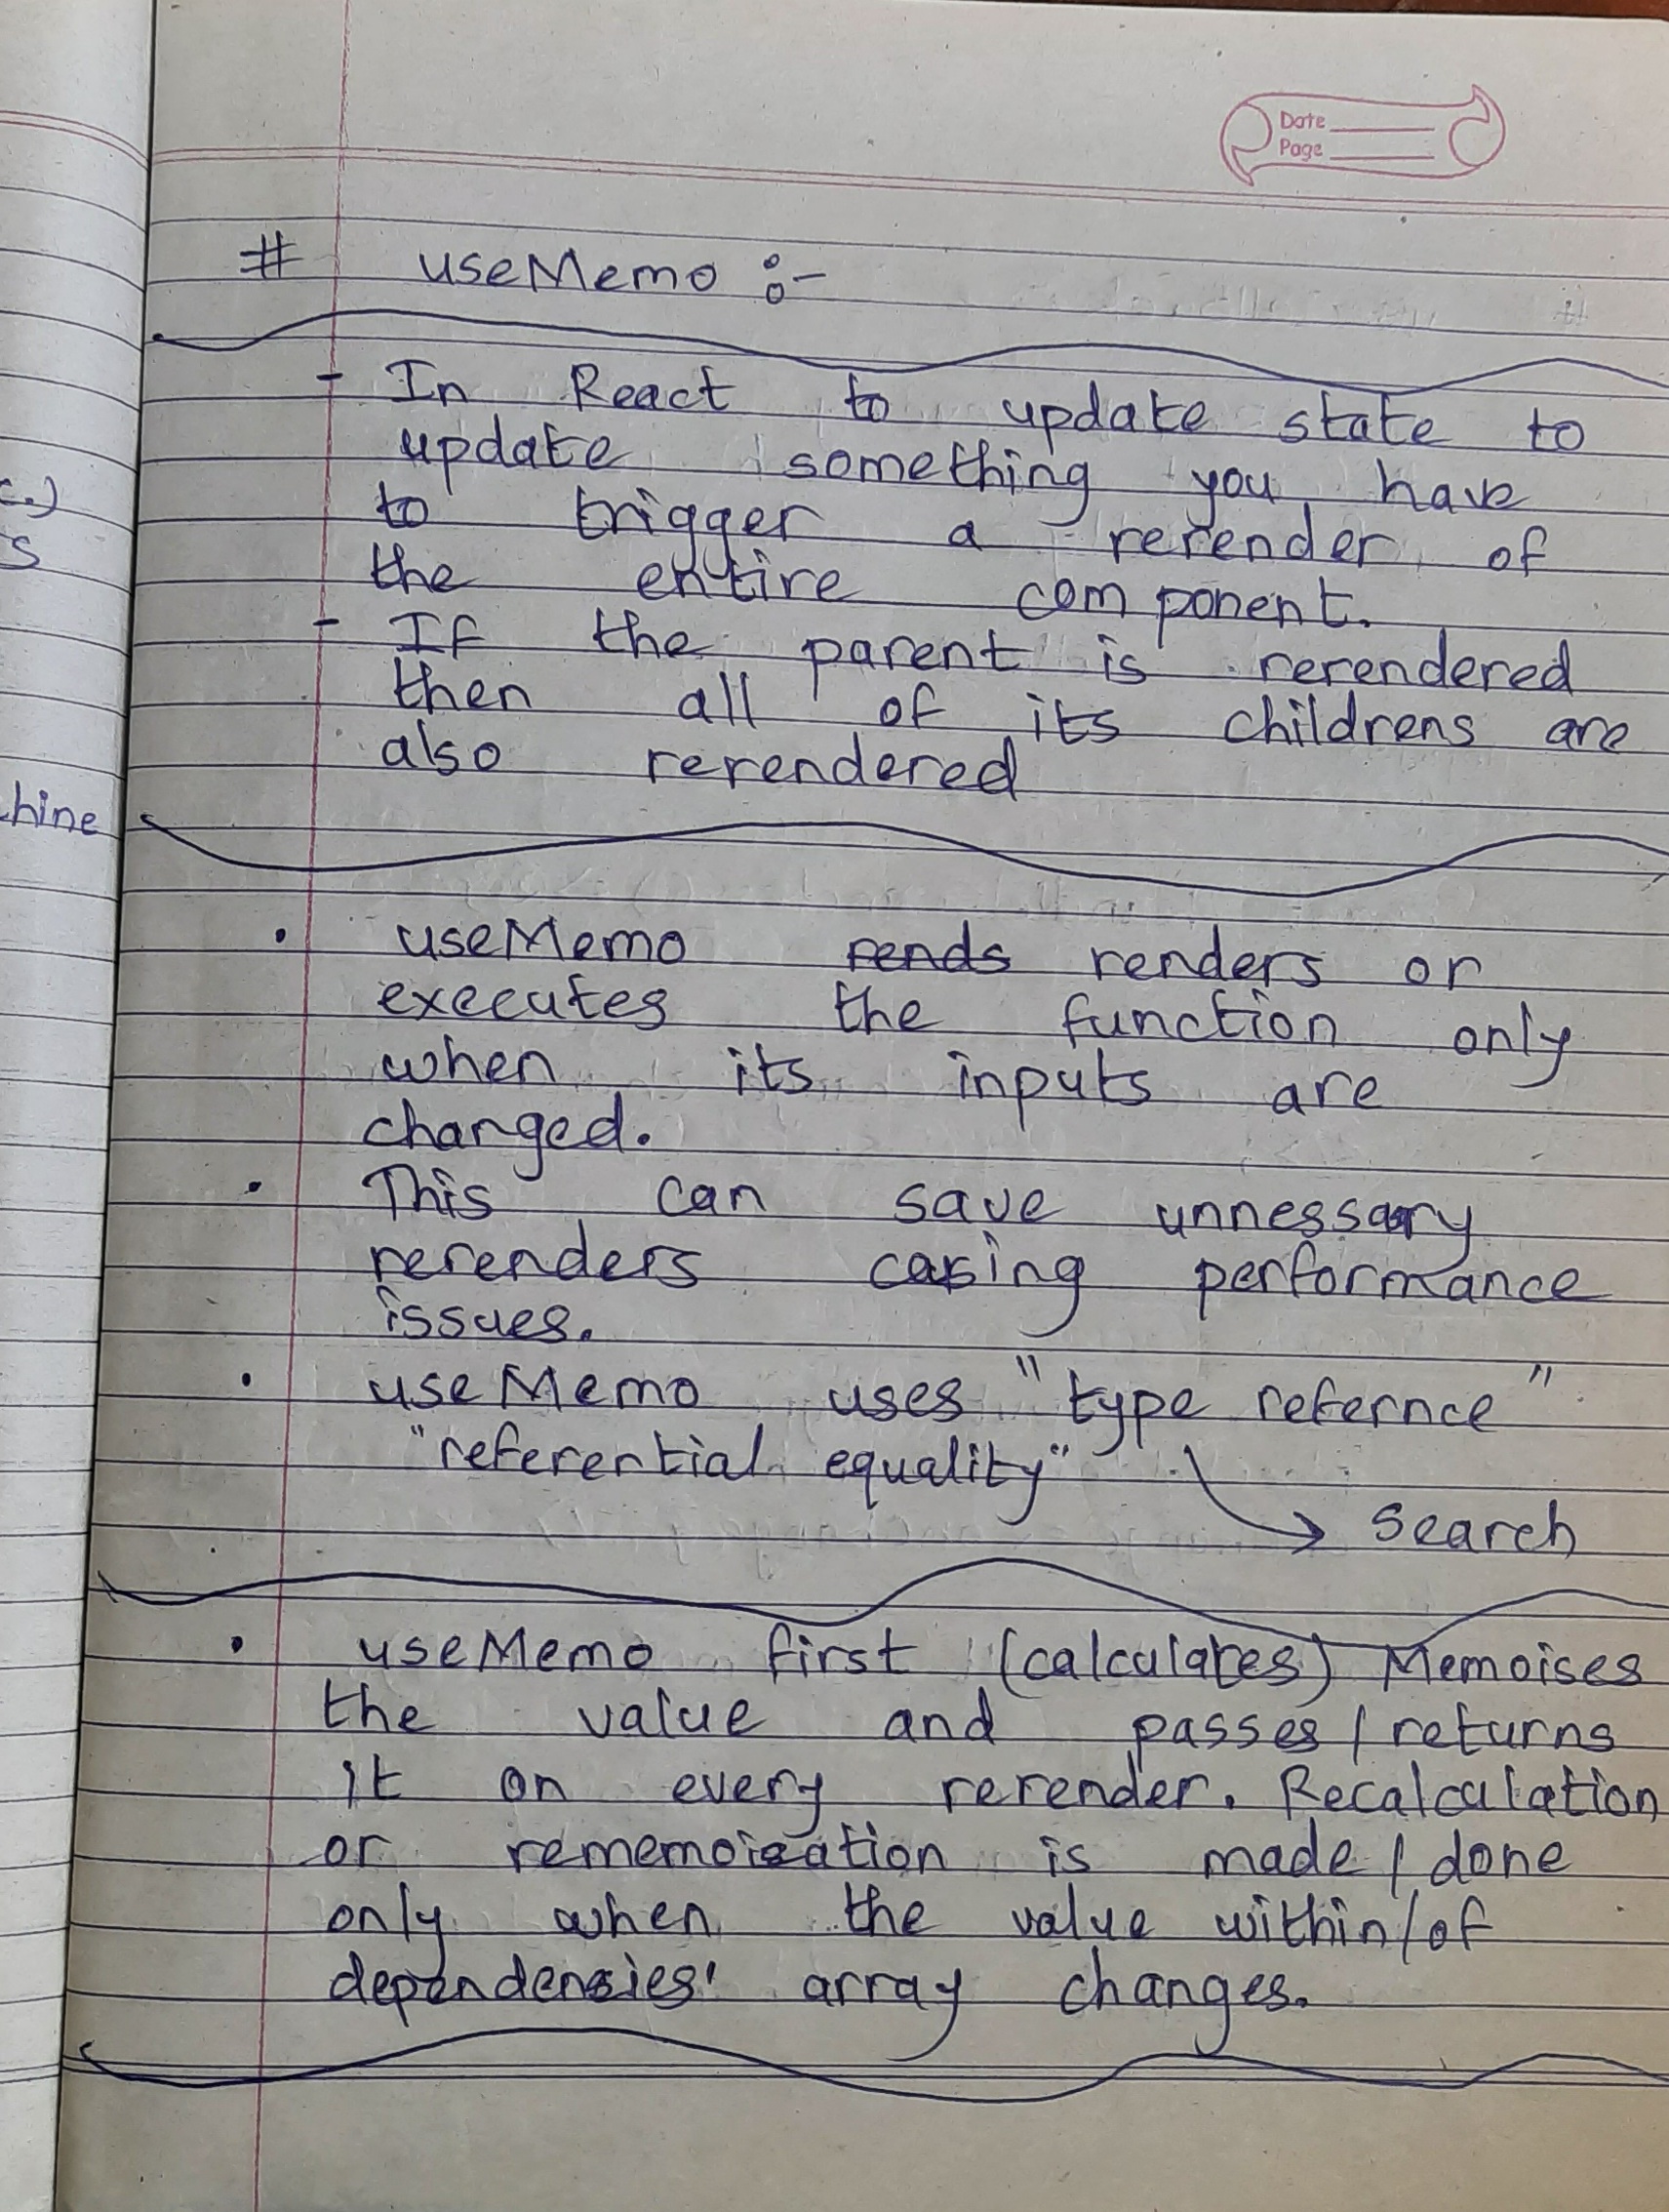 Date
Page
# useMemo :-
- In React to update state to
update something you have
to trigger a rerender of
the entire component.
- If the parent is rerendered
then all of its childrens are
also rerendered
c.)
s
hine
• useMemo rends renders or
executes the function only
when its inputs are
changed.
• This can save unnessary
rerenders casing performance
issues.
• useMemo uses "type refernce"
"referential equality"
→ Search
• useMemo first (calculates) Memoises
the value and passes/returns
it on every rerender. Recalculation
or rememoization is made/done
only when the value within/of
dependensies' array changes.